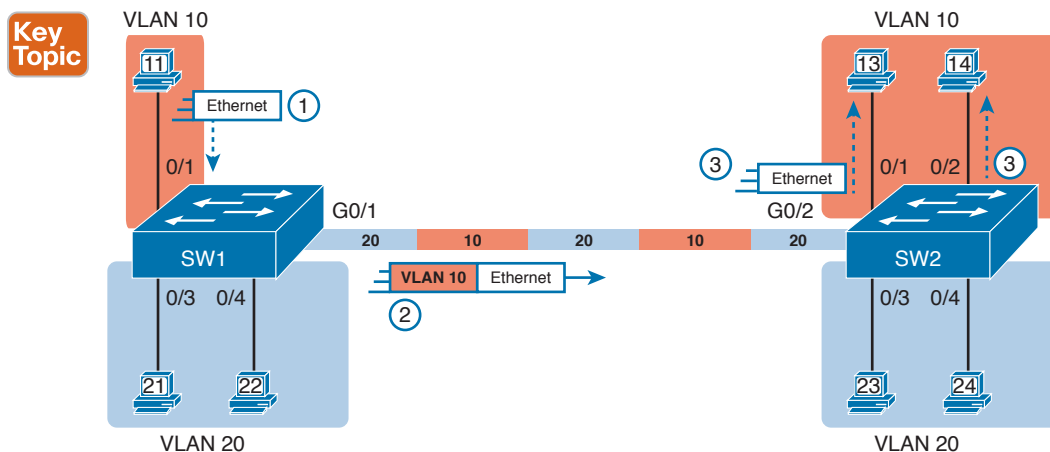 Key
Topic
VLAN 10
VLAN 10
11
13
14
Ethernet
1
3
Ethernet
3
0/1
0/1
0/2
G0/1
G0/2
20
10
20
10
20
SW1
SW2
VLAN 10
Ethernet
2
0/3
0/4
0/3
0/4
21
22
23
24
VLAN 20
VLAN 20